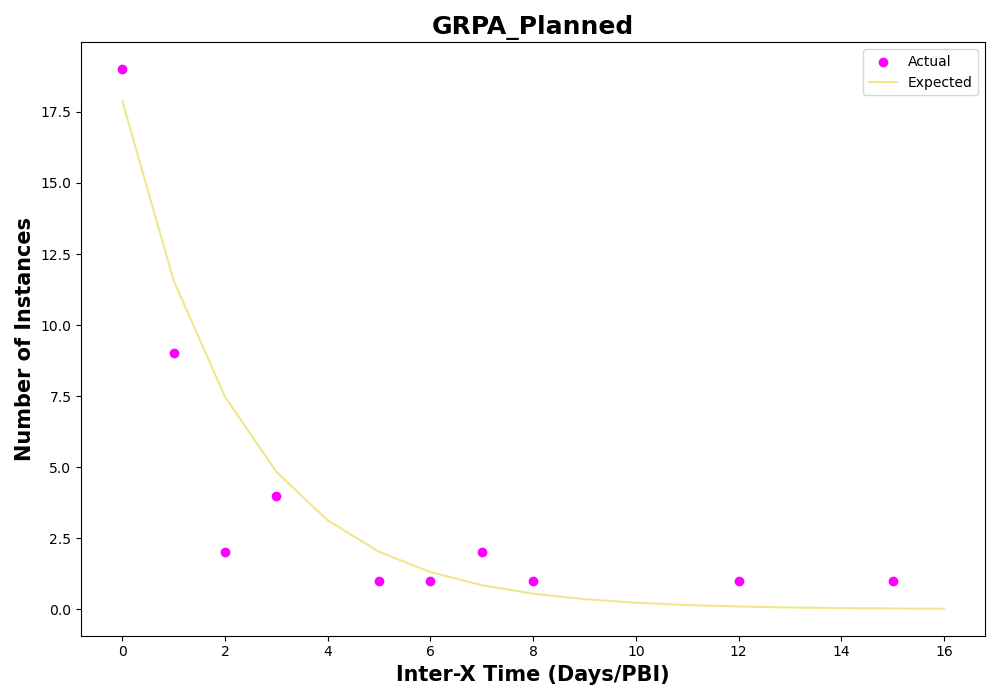 GRPA_Planned
Actual
Expected
Number of Instances
17.5
15.0
12.5
10.0
7.5
5.0
2.5
0.0
0 2 4 6 8 10 12 14 16
Inter-X Time (Days/PBI)